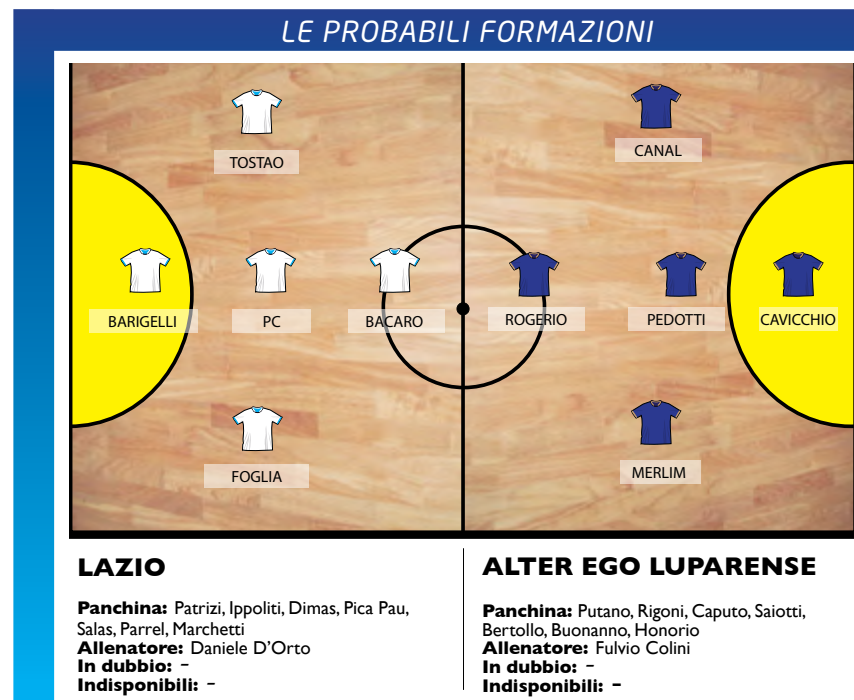 LE PROBABILI FORMAZIONI
TOSTAO
CANAL
BARIGELLI
PC
BACARO
ROGERIO
PEDOTTI
CAVICCHIO
FOGLIA
MERLIM
LAZIO
Panchina: Patrizi, Ippoliti, Dimas, Pica Pau,
Salas, Parrel, Marchetti
Allenatore: Daniele D'Orto
In dubbio: –
Indisponibili: –
ALTER EGO LUPARENSE
Panchina: Putano, Rigoni, Caputo, Saiotti,
Bertollo, Buonanno, Honorio
Allenatore: Fulvio Colini
In dubbio: –
Indisponibili: –